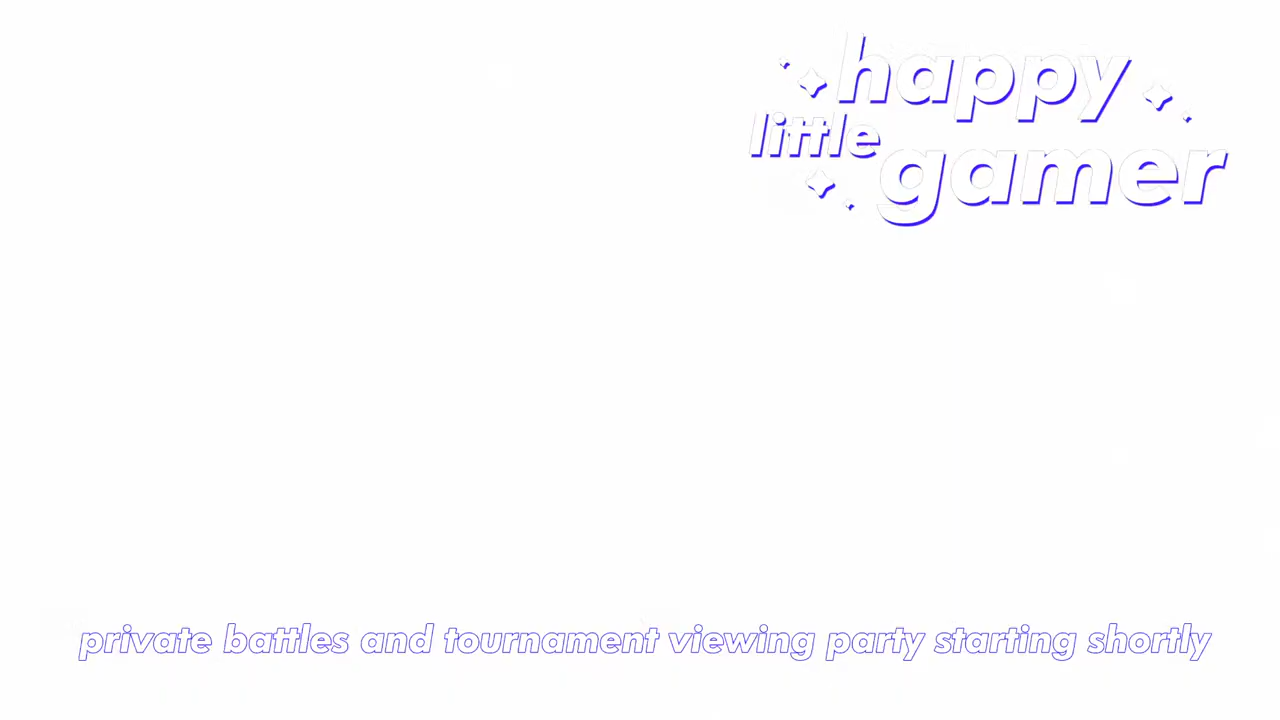 happy
little gamer
private battles and tournament viewing party starting shortly